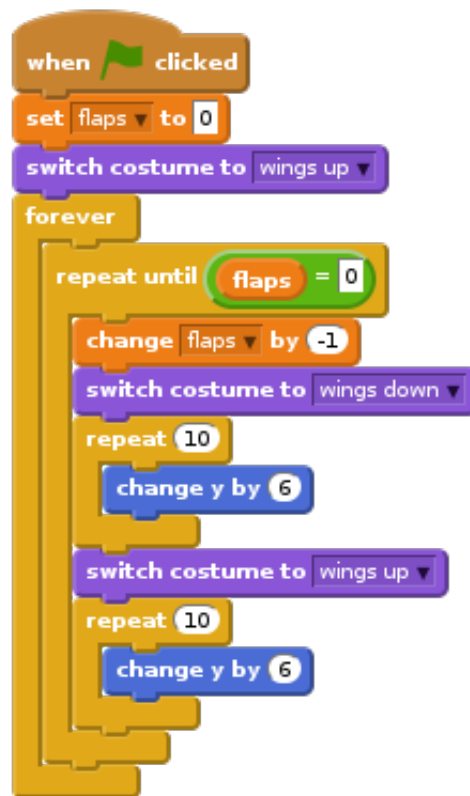 when clicked
set flaps to 0
switch costume to wings up
forever
repeat until flaps = 0
change flaps by -1
switch costume to wings down
repeat 10
change y by 6
switch costume to wings up
repeat 10
change y by 6